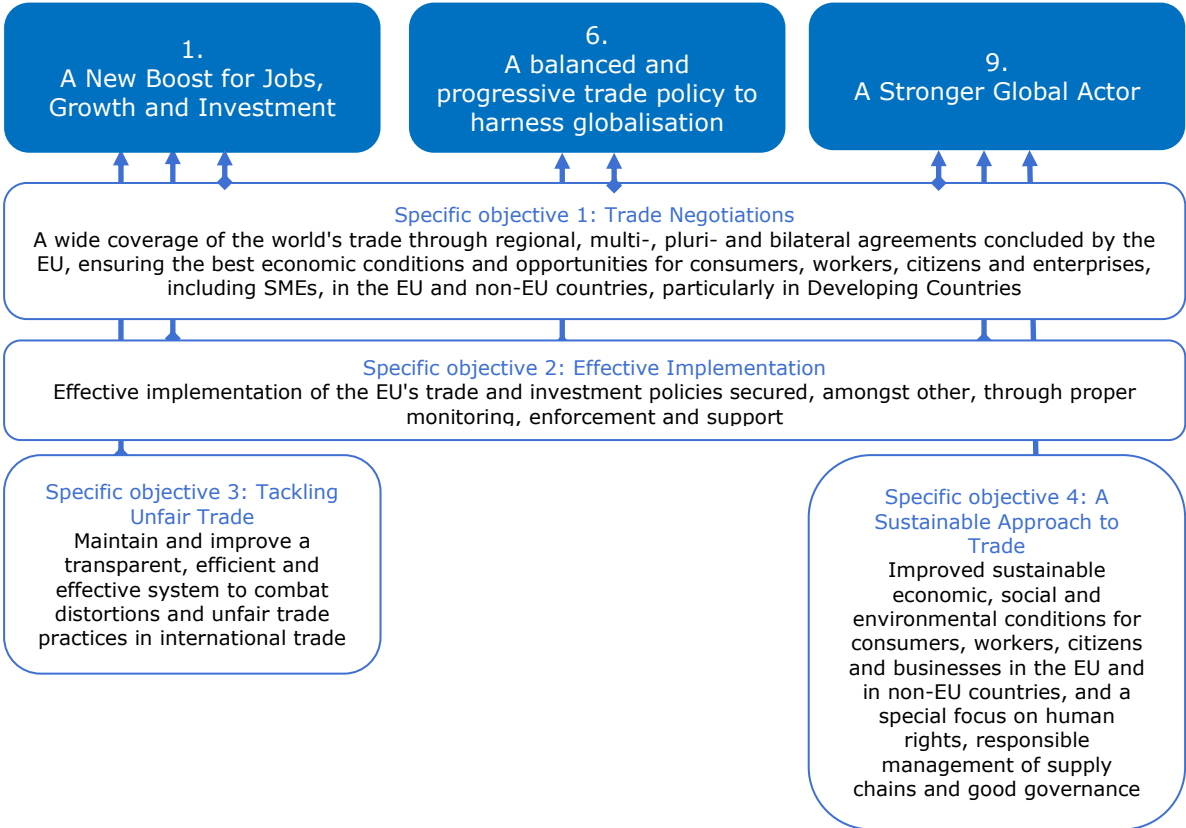 1.
A New Boost for Jobs,
Growth and Investment
6.
A balanced and
progressive trade policy to
harness globalisation
9.
A Stronger Global Actor
Specific objective 1: Trade Negotiations
A wide coverage of the world's trade through regional, multi-, pluri- and bilateral agreements concluded by the
EU, ensuring the best economic conditions and opportunities for consumers, workers, citizens and enterprises,
including SMEs, in the EU and non-EU countries, particularly in Developing Countries
Specific objective 2: Effective Implementation
Effective implementation of the EU's trade and investment policies secured, amongst other, through proper
monitoring, enforcement and support
Specific objective 3: Tackling
Unfair Trade
Maintain and improve a
transparent, efficient and
effective system to combat
distortions and unfair trade
practices in international trade
Specific objective 4: A
Sustainable Approach to
Trade
Improved sustainable
economic, social and
environmental conditions for
consumers, workers, citizens
and businesses in the EU and
in non-EU countries, and a
special focus on human
rights, responsible
management of supply
chains and good governance